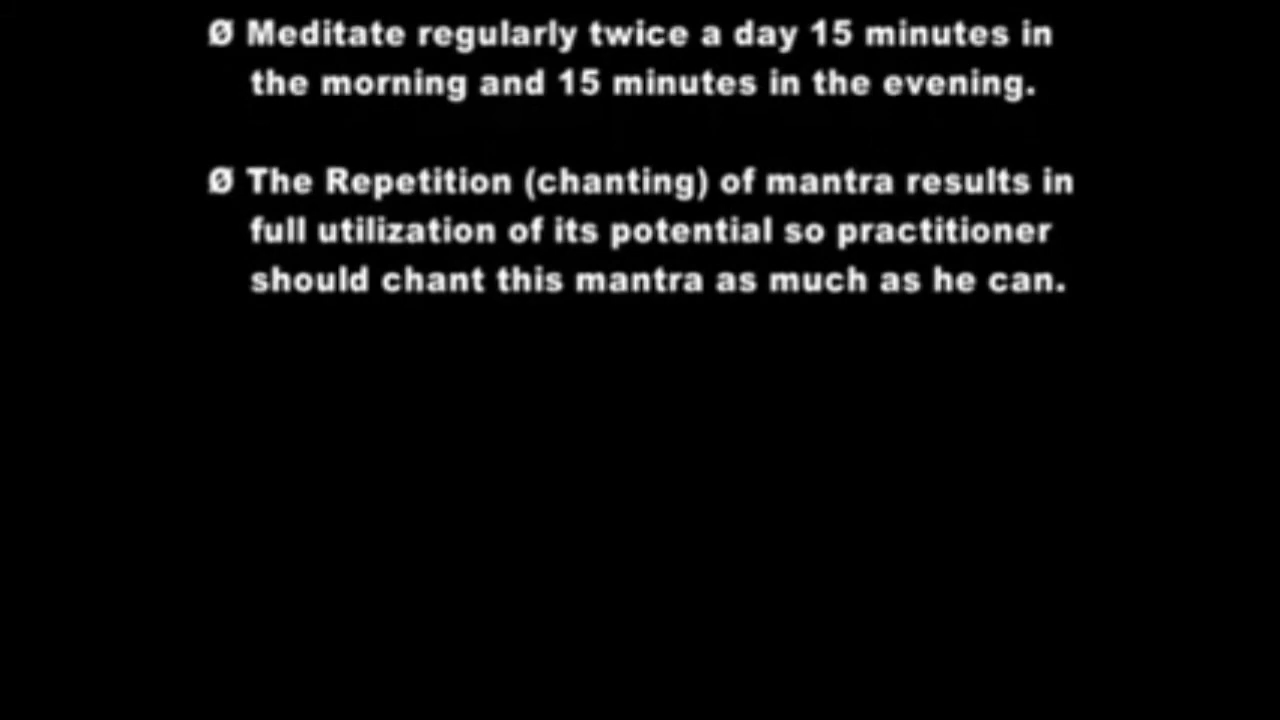 Ø Meditate regularly twice a day 15 minutes in
the morning and 15 minutes in the evening.
Ø The Repetition (chanting) of mantra results in
full utilization of its potential so practitioner
should chant this mantra as much as he can.